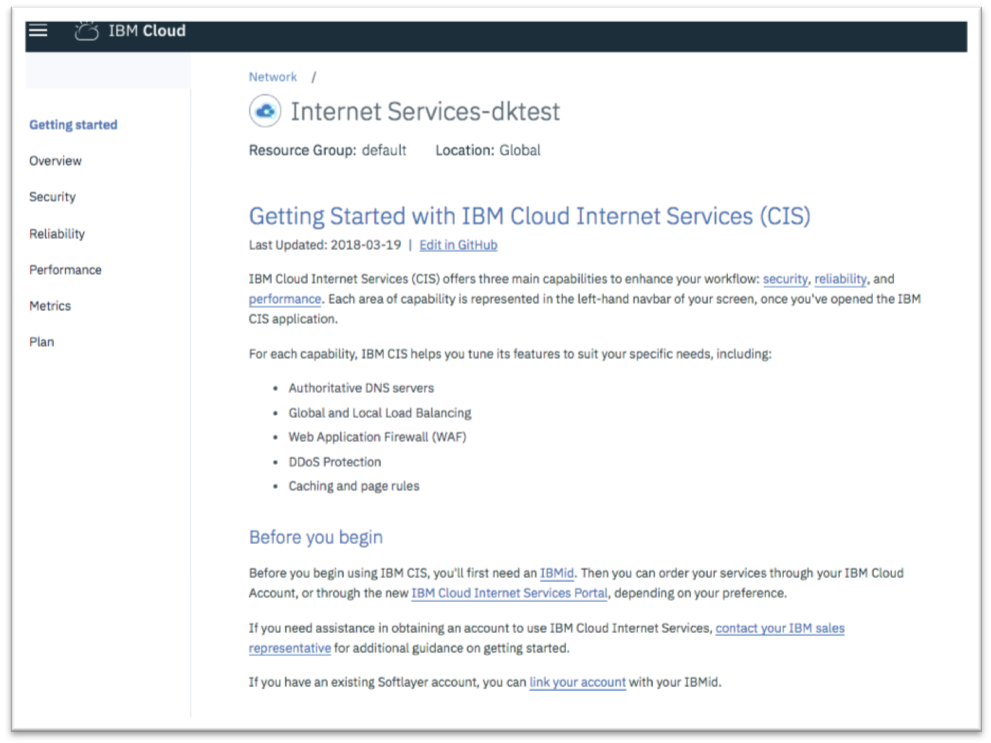 IBM Cloud
Network /
Internet Services-dktest
Resource Group: default Location: Global
Getting started
Overview
Security
Reliability
Performance
Metrics
Plan
Getting Started with IBM Cloud Internet Services (CIS)
Last Updated: 2018-03-19 | Edit in GitHub
IBM Cloud Internet Services (CIS) offers three main capabilities to enhance your workflow: security, reliability, and
performance. Each area of capability is represented in the left-hand navbar of your screen, once you've opened the IBM
CIS application.
For each capability, IBM CIS helps you tune its features to suit your specific needs, including:
• Authoritative DNS servers
• Global and Local Load Balancing
• Web Application Firewall (WAF)
• DDoS Protection
• Caching and page rules
Before you begin
Before you begin using IBM CIS, you'll first need an IBMid. Then you can order your services through your IBM Cloud
Account, or through the new IBM Cloud Internet Services Portal, depending on your preference.
If you need assistance in obtaining an account to use IBM Cloud Internet Services, contact your IBM sales
representative for additional guidance on getting started.
If you have an existing Softlayer account, you can link your account with your IBMid.